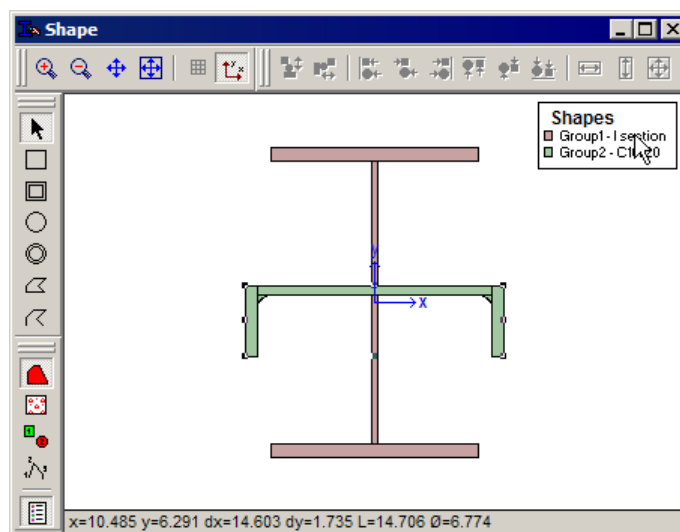 Shape
Shapes
Group1 - I section
Group2 -
y
x
x=10.485 y=6.291 dx=14.603 dy=1.735 L=14.706 Ø=6.774